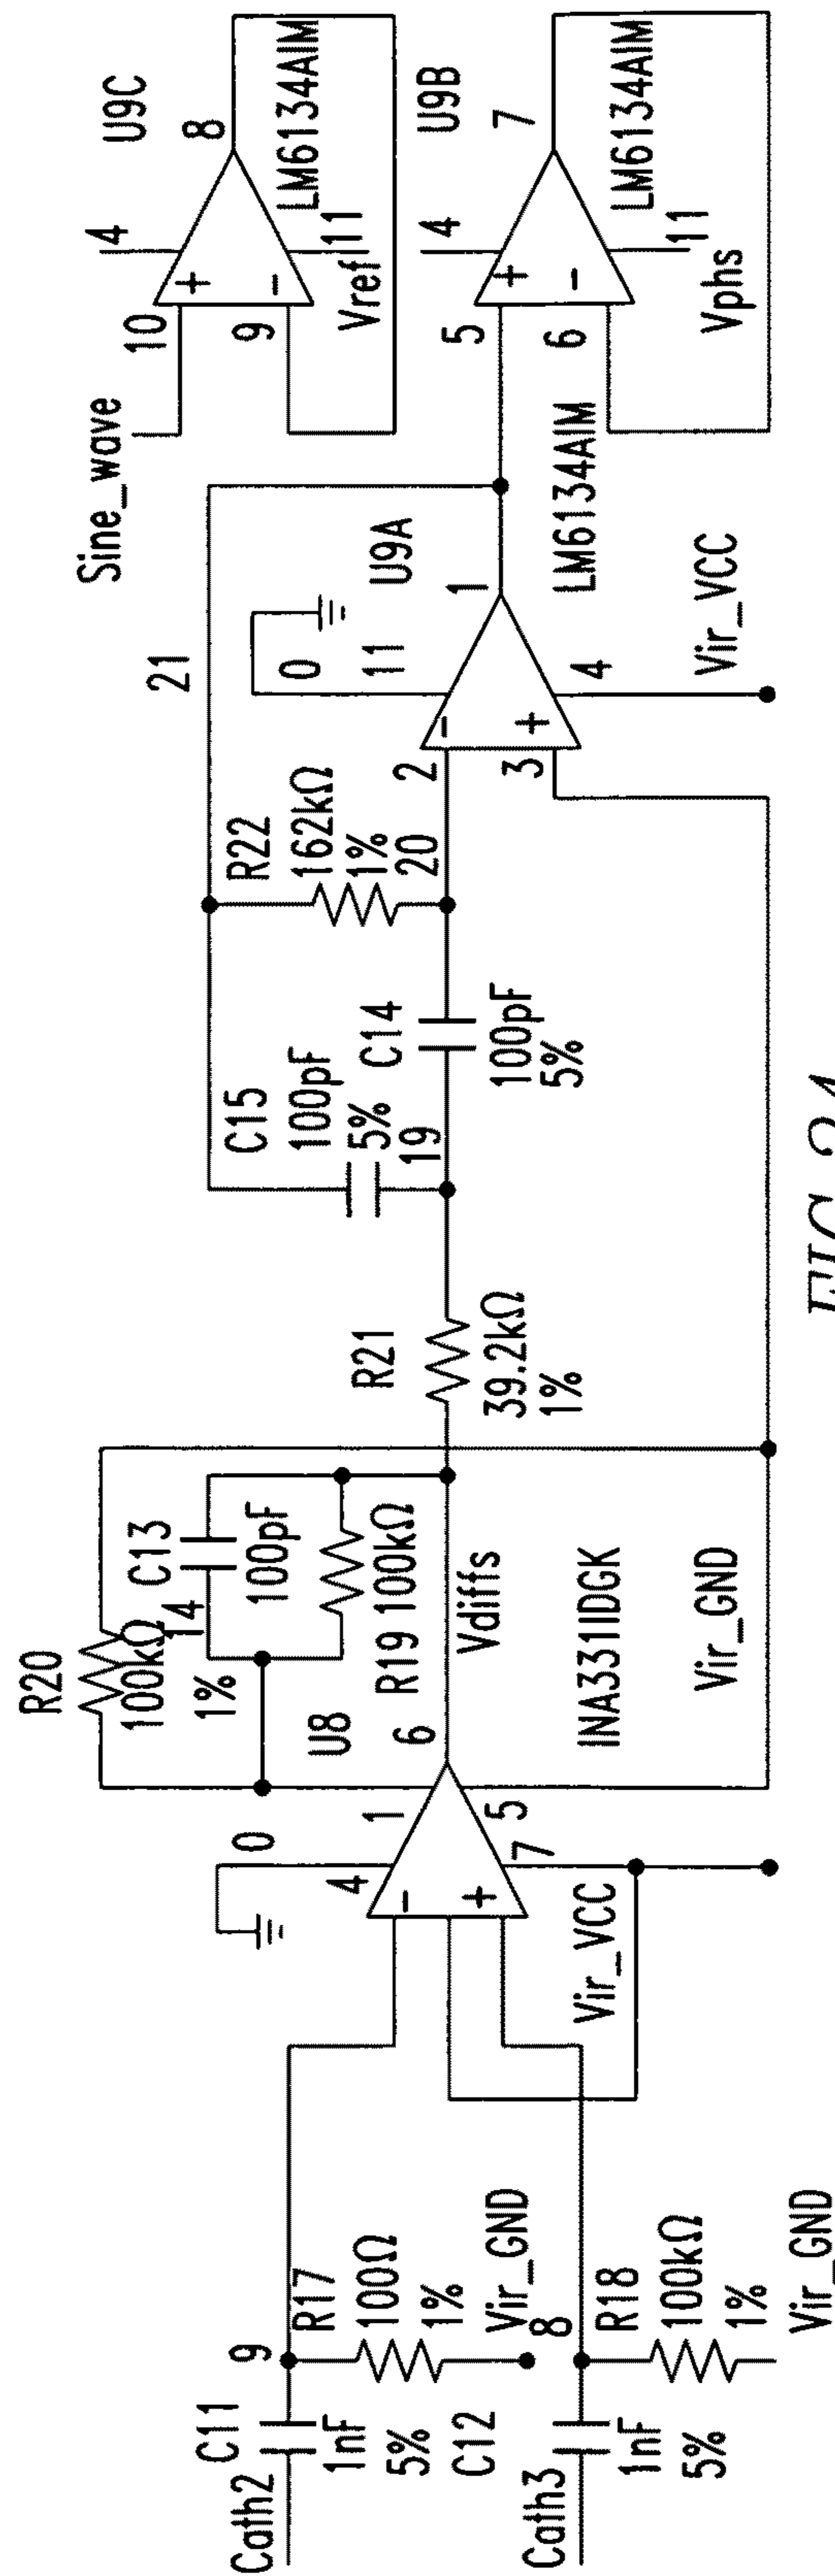 Cath2
C11
1nF
5%
9
R17
100Ω
1%
Vir_GND
Cath3
C12
1nF
5%
8
R18
100kΩ
1%
Vir_GND
0
4
-
+
1
5
7
Vir_VCC
U8
6
INA331IDGK
Vir_GND
R20
100kΩ
1%
14
C13
100pF
R19 100kΩ
Vdiffs
R21
39.2kΩ
1%
C15
100pF
5%
19
C14
100pF
5%
R22
162kΩ
1%
20
21
2
3
-
+
0
11
U9A
1
4
LM6134AIM
Vir_VCC
Sine_wave
10
9
+
-
4
11
Vref
U9C
8
LM6134AIM
5
6
+
-
4
11
Vphs
U9B
7
LM6134AIM